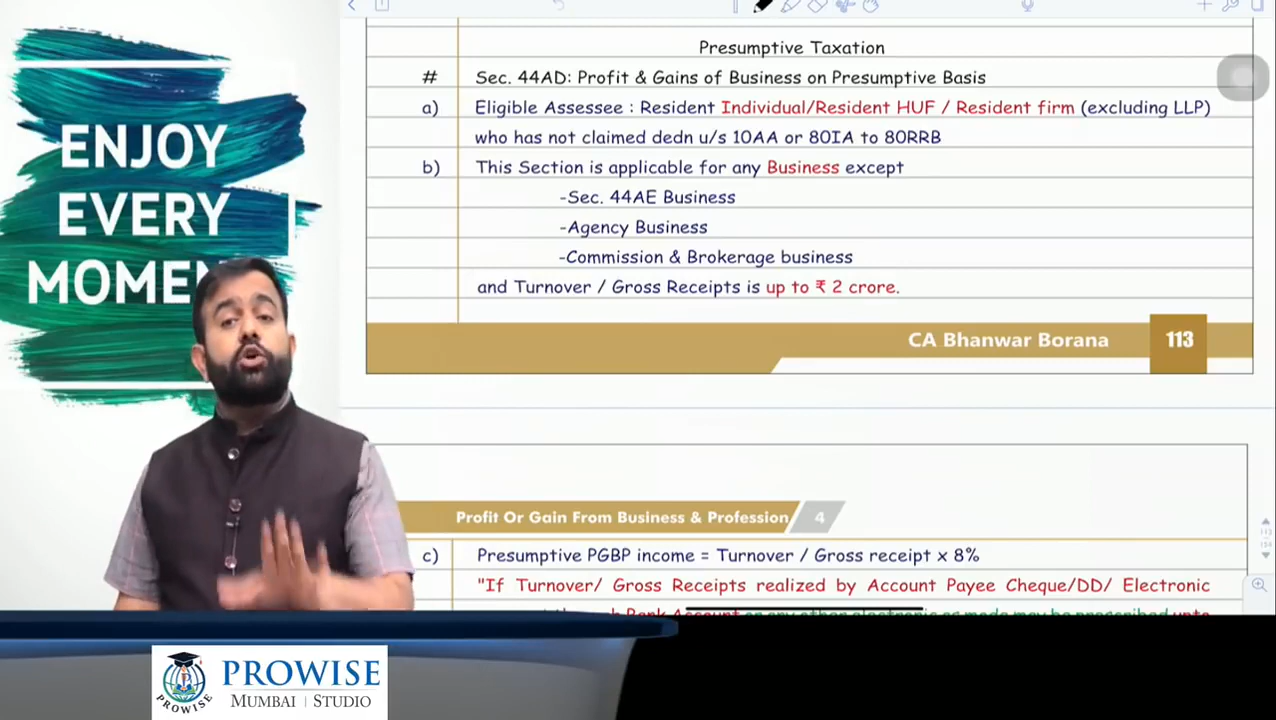 ENJOY
EVERY
Presumptive Taxation
# Sec. 44AD: Profit & Gains of Business on Presumptive Basis
a) Eligible Assessee : Resident Individual/Resident HUF / Resident firm (excluding LLP)
who has not claimed dedn u/s 10AA or 80IA to 80RRB
b) This Section is applicable for any Business except
-Sec. 44AE Business
-Agency Business
-Commission & Brokerage business
and Turnover / Gross Receipts is up to ₹ 2 crore.
CA Bhanwar Borana 113
Profit Or Gain From Business & Profession 4
c) Presumptive PGBP income = Turnover / Gross receipt x 8%
"If Turnover/ Gross Receipts realized by Account Payee Cheque/DD/ Electronic
PROWISE
PROWISE
MUMBAI | STUDIO